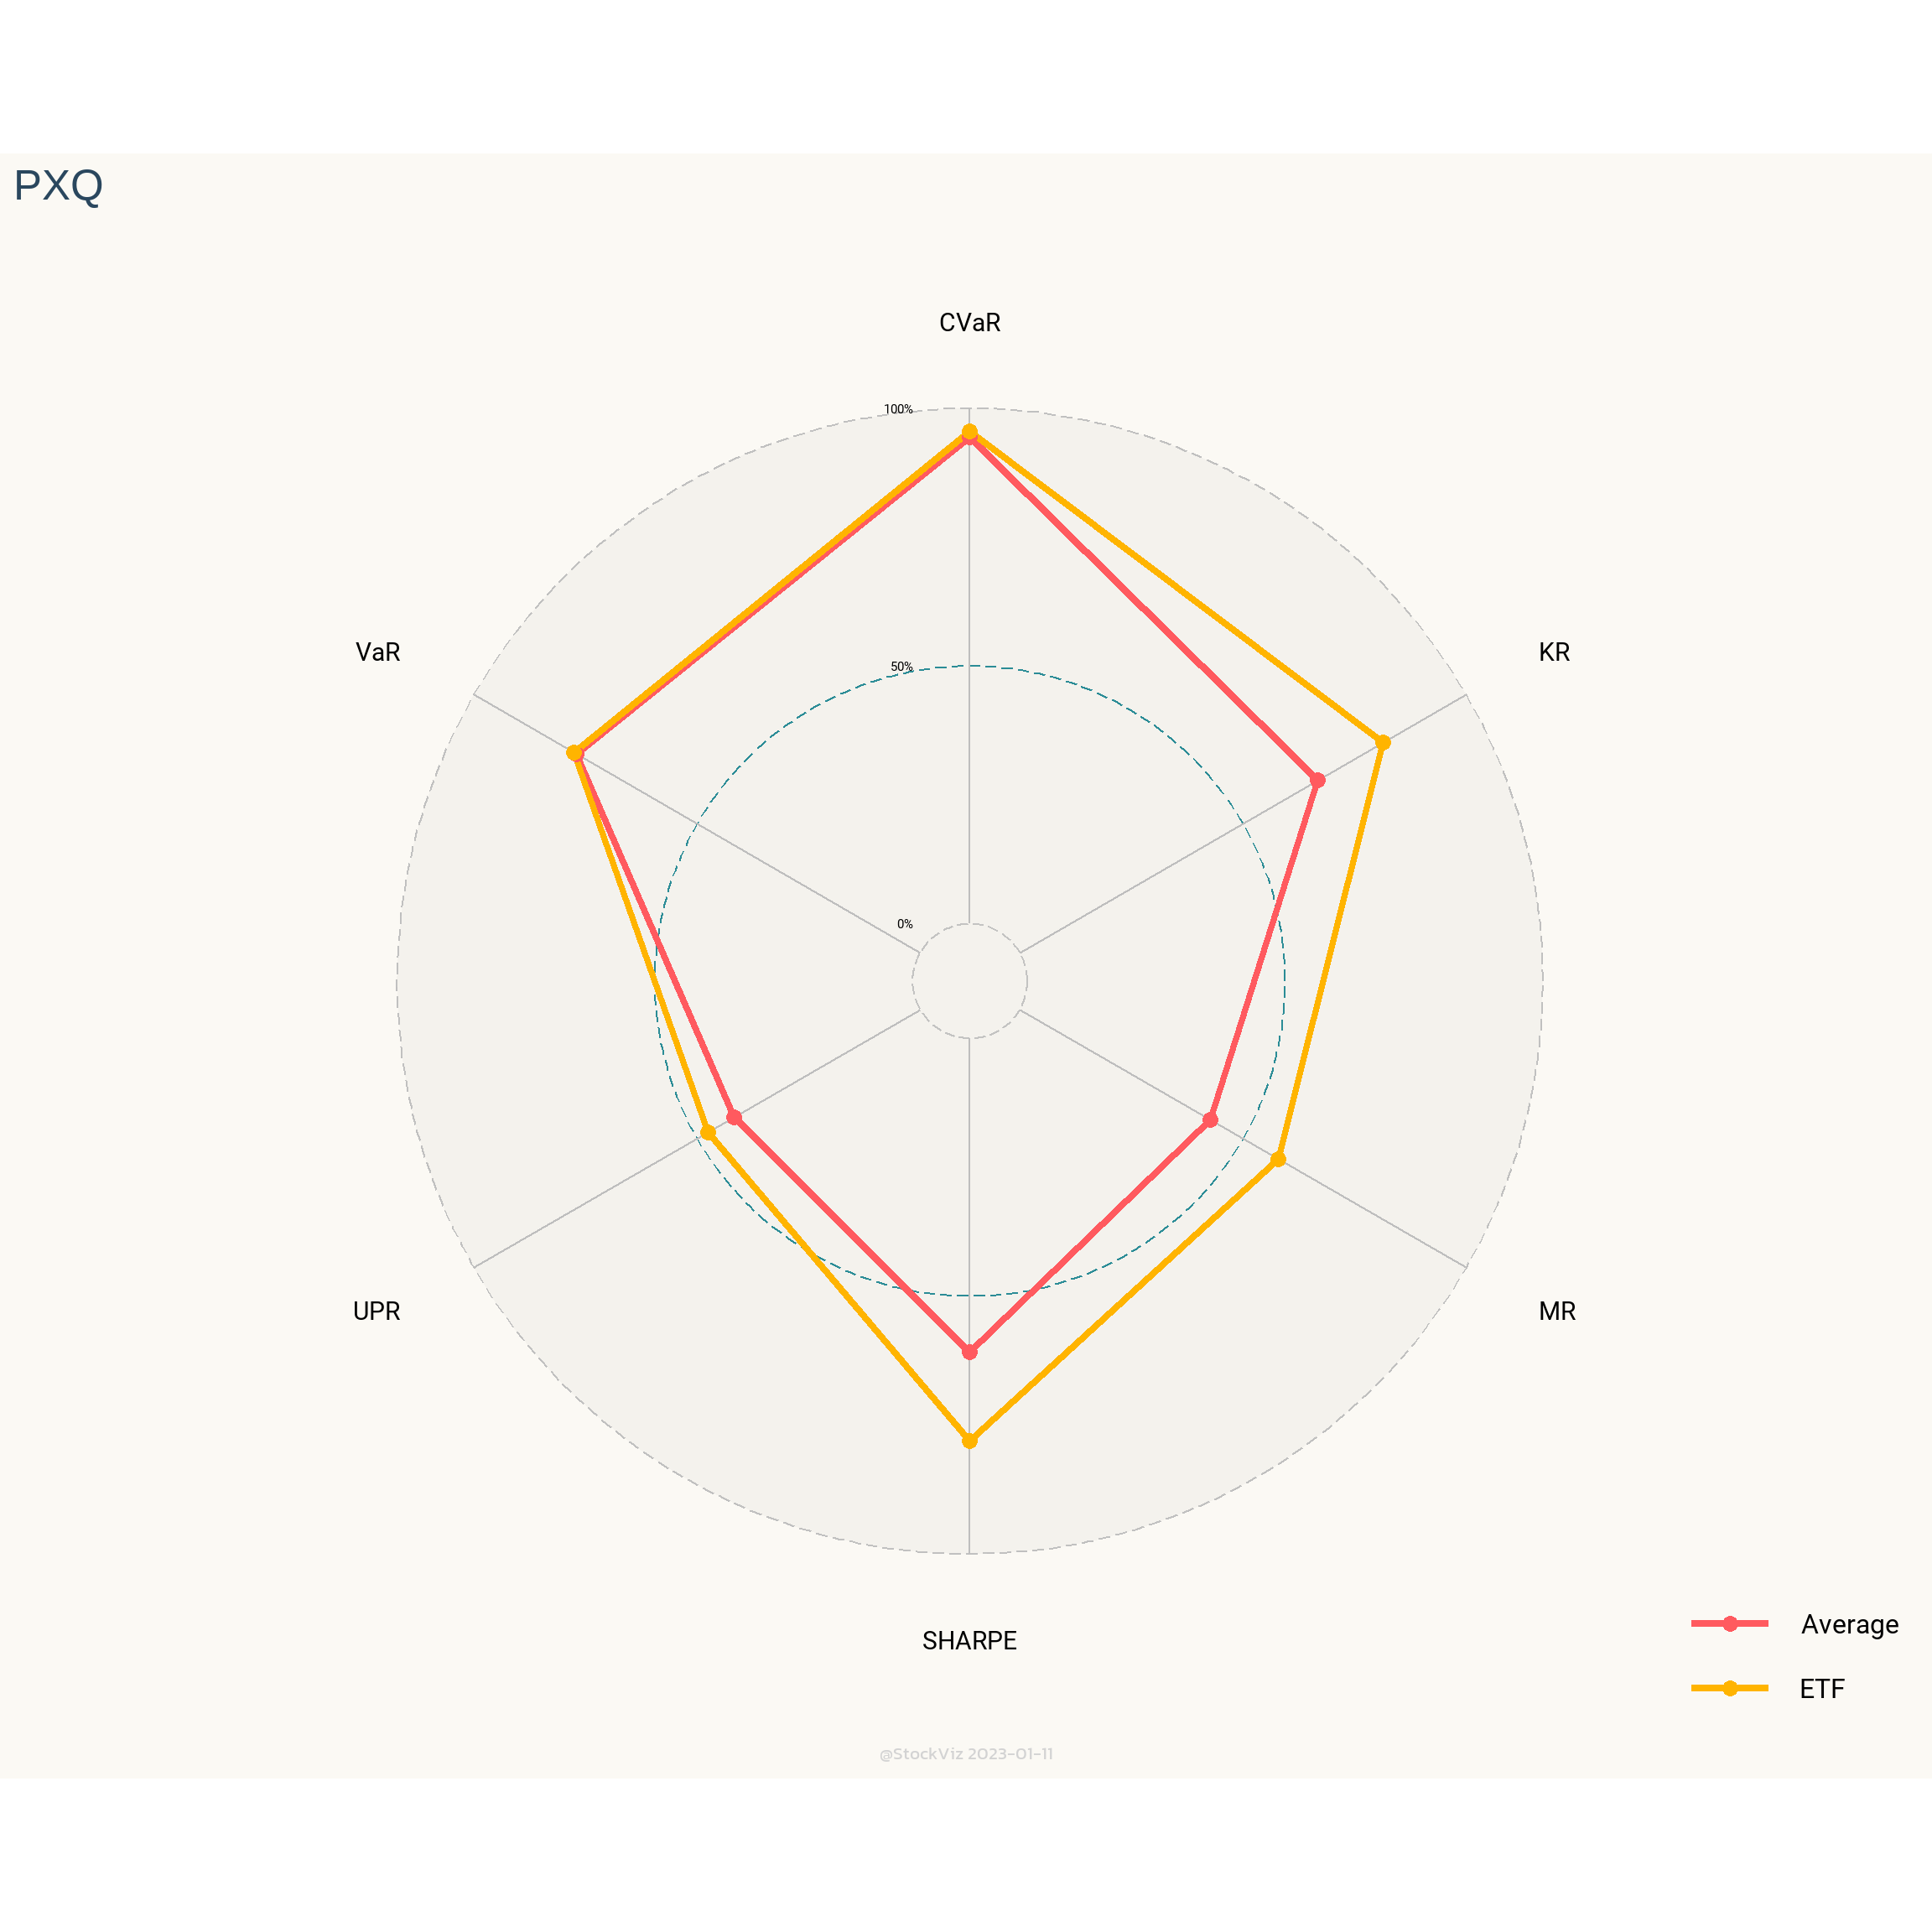 PXQ
CVaR
100%
KR
VaR
50%
0%
UPR
MR
SHARPE
Average
ETF
@StockViz 2023-01-11